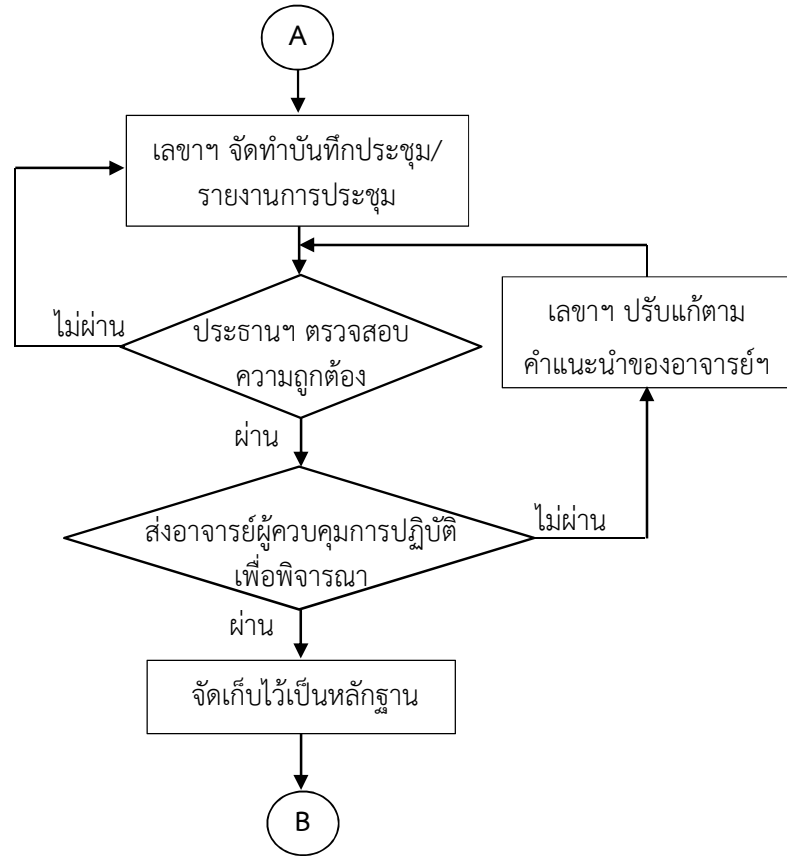 A
เลขาฯ จัดทำบันทึกประชุม/
รายงานการประชุม
ไม่ผ่าน
ประธานฯ ตรวจสอบ
ความถูกต้อง
เลขาฯ ปรับแก้ตาม
คำแนะนำของอาจารย์ฯ
ผ่าน
ส่งอาจารย์ผู้ควบคุมการปฏิบัติ
เพื่อพิจารณา
ไม่ผ่าน
ผ่าน
จัดเก็บไว้เป็นหลักฐาน
B